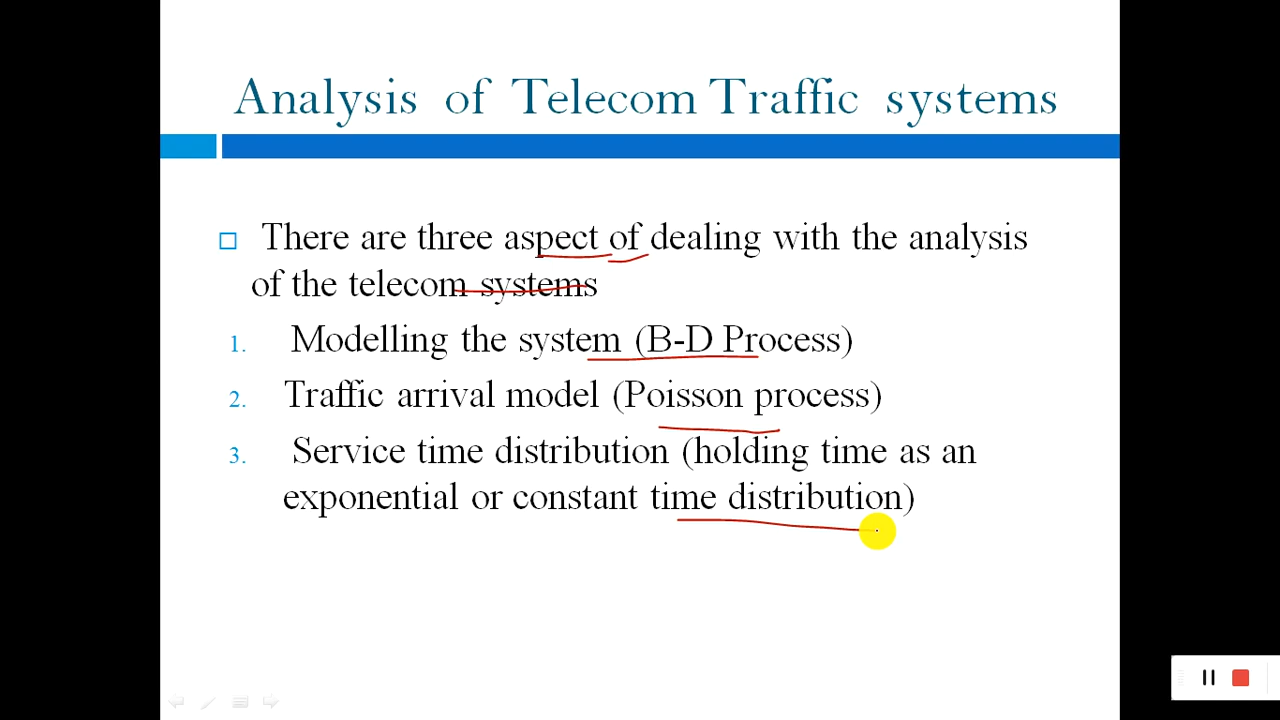 Analysis of Telecom Traffic systems
There are three aspect of dealing with the analysis
of the telecom systems
1. Modelling the system (B-D Process)
2. Traffic arrival model (Poisson process)
3. Service time distribution (holding time as an
exponential or constant time distribution)